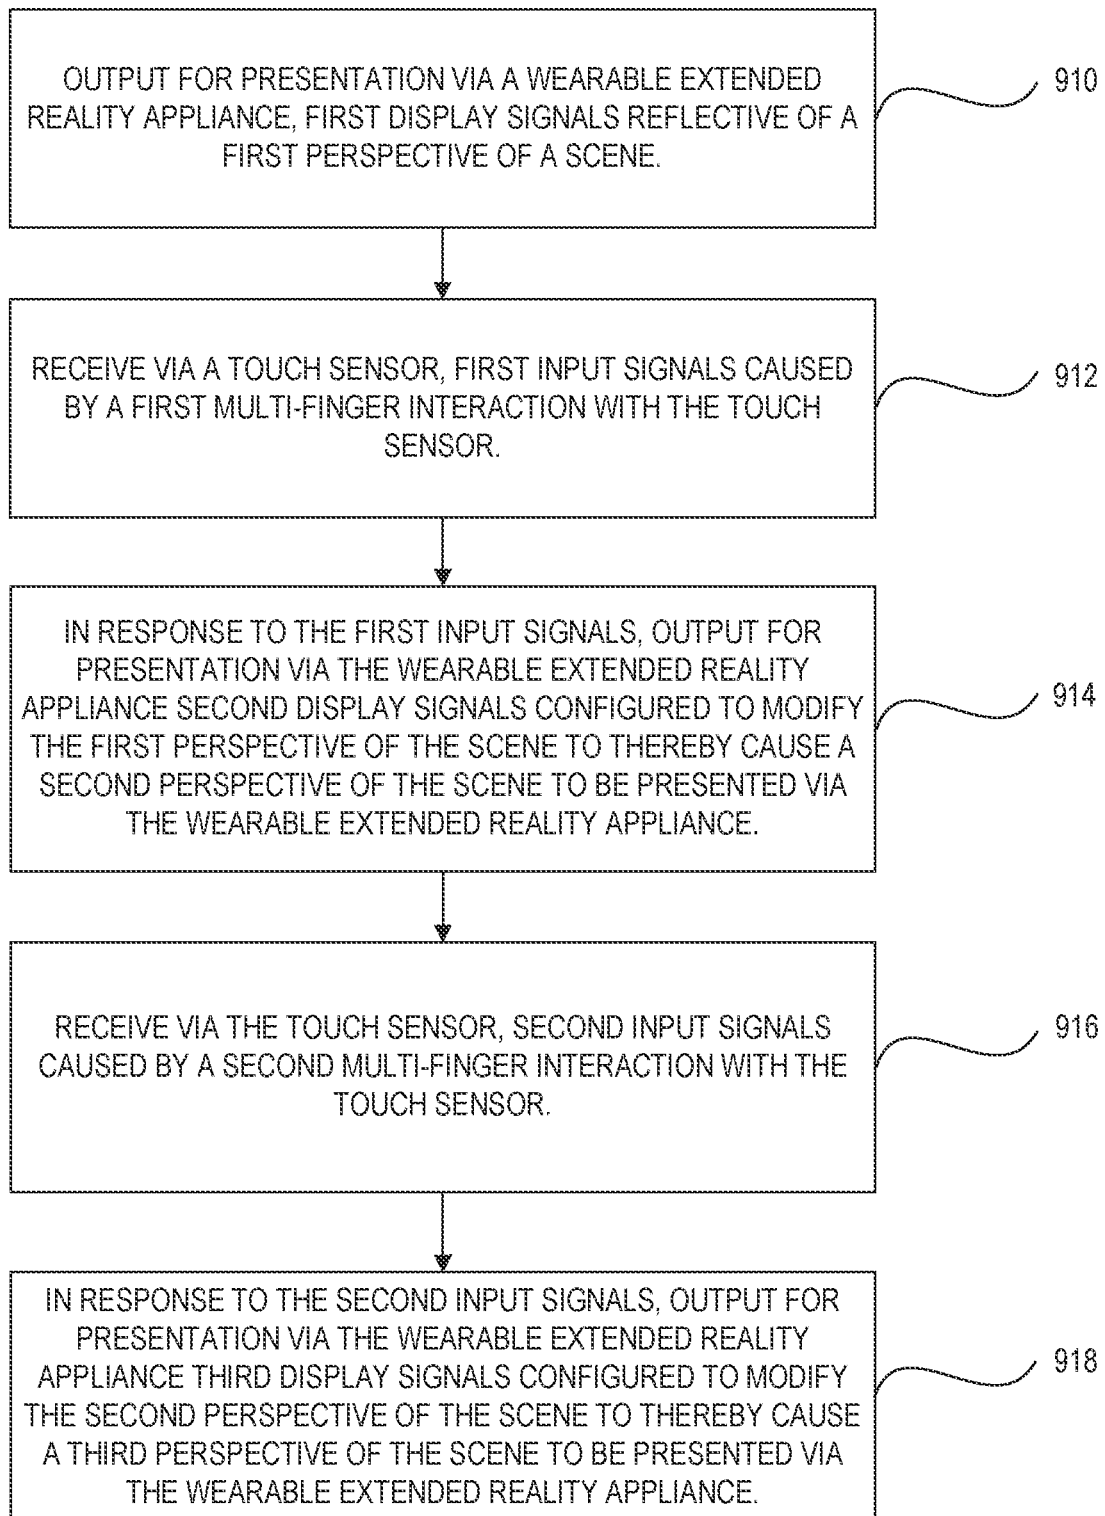 OUTPUT FOR PRESENTATION VIA A WEARABLE EXTENDED
REALITY APPLIANCE, FIRST DISPLAY SIGNALS REFLECTIVE OF A
FIRST PERSPECTIVE OF A SCENE.
910
RECEIVE VIA A TOUCH SENSOR, FIRST INPUT SIGNALS CAUSED
BY A FIRST MULTI-FINGER INTERACTION WITH THE TOUCH
SENSOR.
912
IN RESPONSE TO THE FIRST INPUT SIGNALS, OUTPUT FOR
PRESENTATION VIA THE WEARABLE EXTENDED REALITY
APPLIANCE SECOND DISPLAY SIGNALS CONFIGURED TO MODIFY
THE FIRST PERSPECTIVE OF THE SCENE TO THEREBY CAUSE A
SECOND PERSPECTIVE OF THE SCENE TO BE PRESENTED VIA
THE WEARABLE EXTENDED REALITY APPLIANCE.
914
RECEIVE VIA THE TOUCH SENSOR, SECOND INPUT SIGNALS
CAUSED BY A SECOND MULTI-FINGER INTERACTION WITH THE
TOUCH SENSOR.
916
IN RESPONSE TO THE SECOND INPUT SIGNALS, OUTPUT FOR
PRESENTATION VIA THE WEARABLE EXTENDED REALITY
APPLIANCE THIRD DISPLAY SIGNALS CONFIGURED TO MODIFY
THE SECOND PERSPECTIVE OF THE SCENE TO THEREBY CAUSE
A THIRD PERSPECTIVE OF THE SCENE TO BE PRESENTED VIA
THE WEARABLE EXTENDED REALITY APPLIANCE.
918